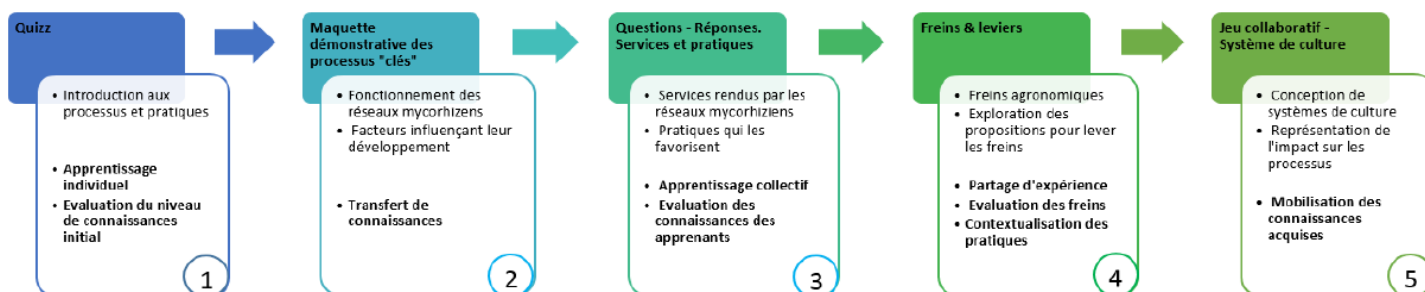 Quizz
• Introduction aux
processus et pratiques
• Apprentissage
individuel
• Evaluation du niveau
de connaissances
initial
1
Maquette
démonstrative des
processus "clés"
• Fonctionnement des
réseaux mycorhizens
• Facteurs influençant leur
développement
• Transfert de
connaissances
2
Questions - Réponses.
Services et pratiques
• Services rendus par les
réseaux mycorhiziens
• Pratiques qui les
favorisent
• Apprentissage collectif
• Evaluation des
connaissances des
apprenants
3
Freins & leviers
• Freins agronomiques
• Exploration des
propositions pour lever
les freins
• Partage d'expérience
• Evaluation des freins
• Contextualisation des
pratiques
4
Jeu collaboratif -
Système de culture
• Conception de
systèmes de culture
• Représentation de
l'impact sur les
processus
• Mobilisation des
connaissances
acquises
5